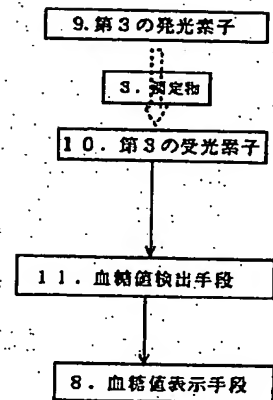 9.第3の発光素子
3.測定物
10.第3の受光素子
11.血糖値検出手段
8.血糖値表示手段